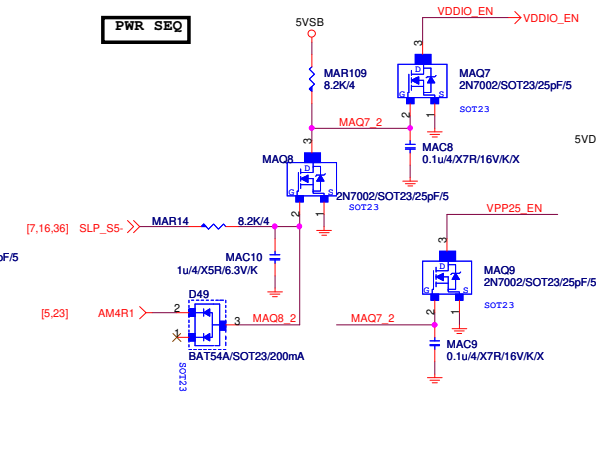 PWR SEQ
5VSB
VDDIO_EN
VDDIO_EN
3
MAR109
8.2K/4
D
G
S
MAQ7
2N7002/SOT23/25pF/5
SOT23
2
1
MAQ7_2
3
MAC8
0.1u/4/X7R/16V/K/X
5VD
MAQ8
D
G
S
2N7002/SOT23/25pF/5
SOT23
2
1
[7,16,36]
SLP_S5-
MAR14
8.2K/4
VPP25_EN
3
MAC10
1u/4/X5R/6.3V/K
pF/5
D
G
S
MAQ9
2N7002/SOT23/25pF/5
SOT23
2
1
D49
[5,23]
AM4R1
2
1
3
MAQ8_2
MAQ7_2
BAT54A/SOT23/200mA
SOT23
MAC9
0.1u/4/X7R/16V/K/X